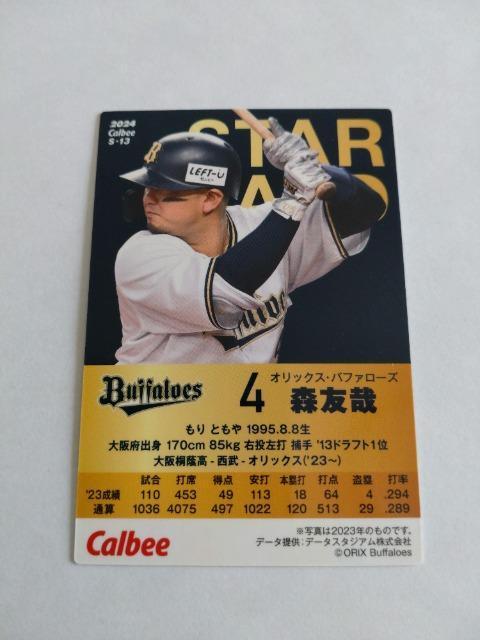 2024
Calbee
S-13
STAR
CARD
B
LEFT-U
Buffaloes
Buffaloes
4
オリックス・バファローズ
森友哉
もり ともや 1995.8.8生
大阪府出身 170cm 85kg 右投左打 捕手 '13ドラフト1位
大阪桐蔭高-西武-オリックス('23〜)
試合 打席 得点 安打 本塁打 打点 盗塁 打率
'23成績 110 453 49 113 18 64 4 .294
通算 1036 4075 497 1022 120 513 29 .289
Calbee
※写真は2023年のものです。
データ提供:データスタジアム株式会社
©ORIX Buffaloes